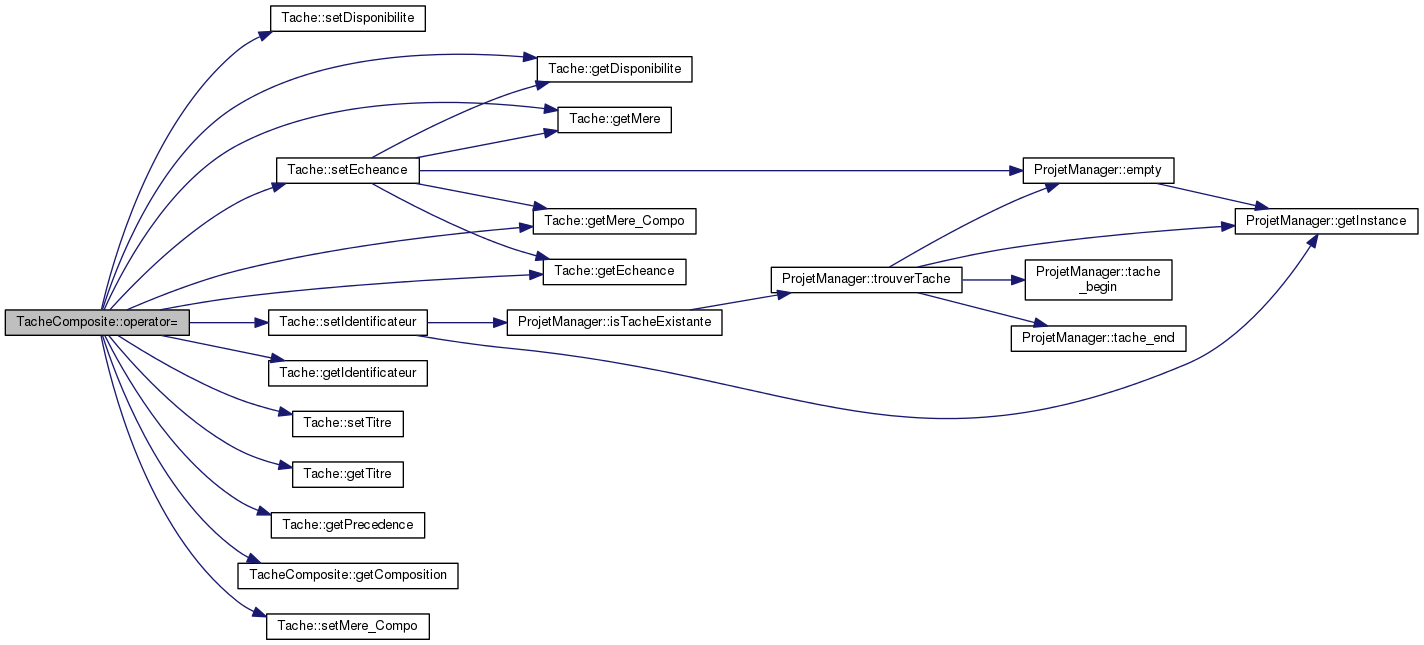 Tache::setDisponibilite
Tache::getDisponibilite
Tache::getMere
Tache::setEcheance
ProjetManager::empty
Tache::getMere_Compo
ProjetManager::getInstance
Tache::getEcheance
ProjetManager::trouverTache
ProjetManager::tache
_begin
TacheComposite::operator=
Tache::setIdentificateur
ProjetManager::isTacheExistante
ProjetManager::tache_end
Tache::getIdentificateur
Tache::setTitre
Tache::getTitre
Tache::getPrecedence
TacheComposite::getComposition
Tache::setMere_Compo